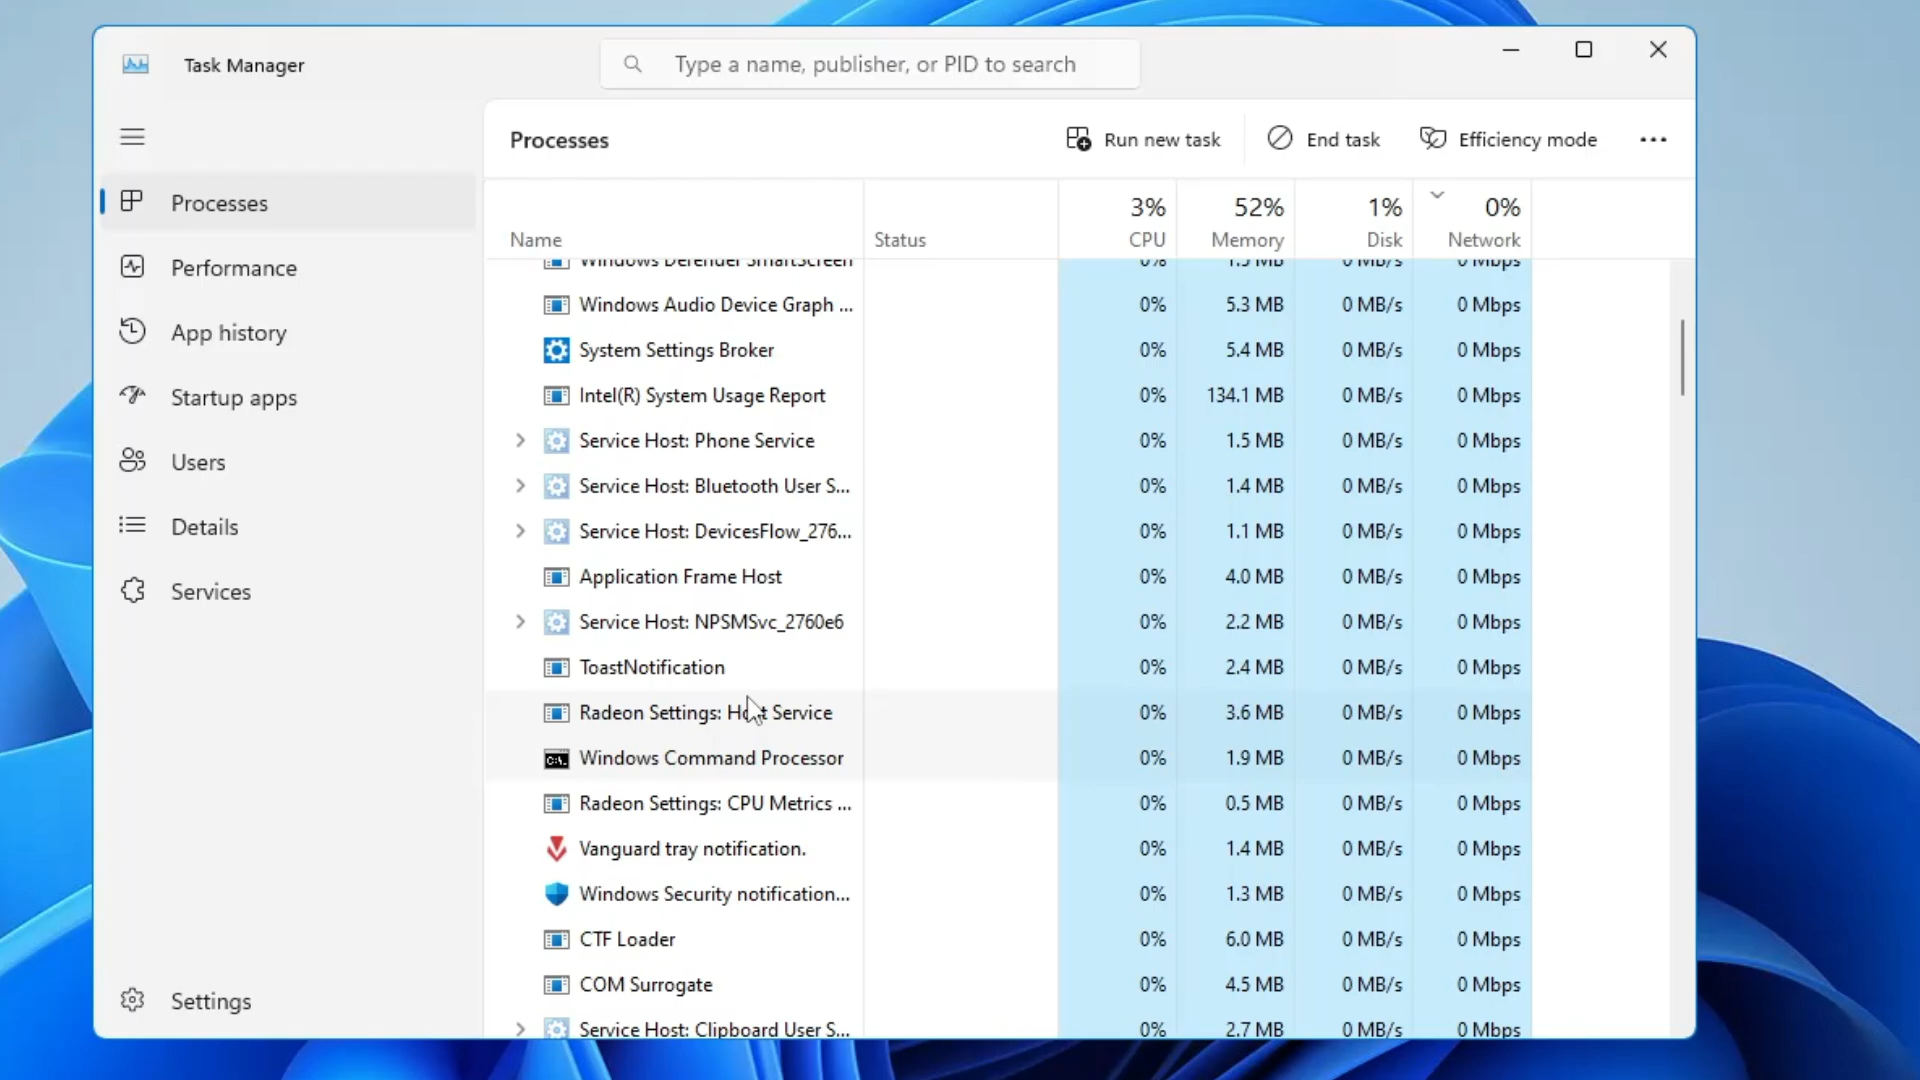 Task Manager
Type a name, publisher, or PID to search
Processes
Run new task
End task
Efficiency mode
Processes
Performance
App history
Startup apps
Users
Details
Services
Settings
3% 52% 1% 0%
Name Status CPU Memory Disk Network
Windows Defender SmartScreen 0% 1.5 MB 0 MB/s 0 Mbps
Windows Audio Device Graph ... 0% 5.3 MB 0 MB/s 0 Mbps
System Settings Broker 0% 5.4 MB 0 MB/s 0 Mbps
Intel(R) System Usage Report 0% 134.1 MB 0 MB/s 0 Mbps
Service Host: Phone Service 0% 1.5 MB 0 MB/s 0 Mbps
Service Host: Bluetooth User S... 0% 1.4 MB 0 MB/s 0 Mbps
Service Host: DevicesFlow_276... 0% 1.1 MB 0 MB/s 0 Mbps
Application Frame Host 0% 4.0 MB 0 MB/s 0 Mbps
Service Host: NPSMSvc_2760e6 0% 2.2 MB 0 MB/s 0 Mbps
ToastNotification 0% 2.4 MB 0 MB/s 0 Mbps
Radeon Settings: Host Service 0% 3.6 MB 0 MB/s 0 Mbps
C:\. Windows Command Processor 0% 1.9 MB 0 MB/s 0 Mbps
Radeon Settings: CPU Metrics ... 0% 0.5 MB 0 MB/s 0 Mbps
Vanguard tray notification. 0% 1.4 MB 0 MB/s 0 Mbps
Windows Security notification... 0% 1.3 MB 0 MB/s 0 Mbps
CTF Loader 0% 6.0 MB 0 MB/s 0 Mbps
COM Surrogate 0% 4.5 MB 0 MB/s 0 Mbps
Service Host: Clipboard User S... 0% 2.7 MB 0 MB/s 0 Mbps